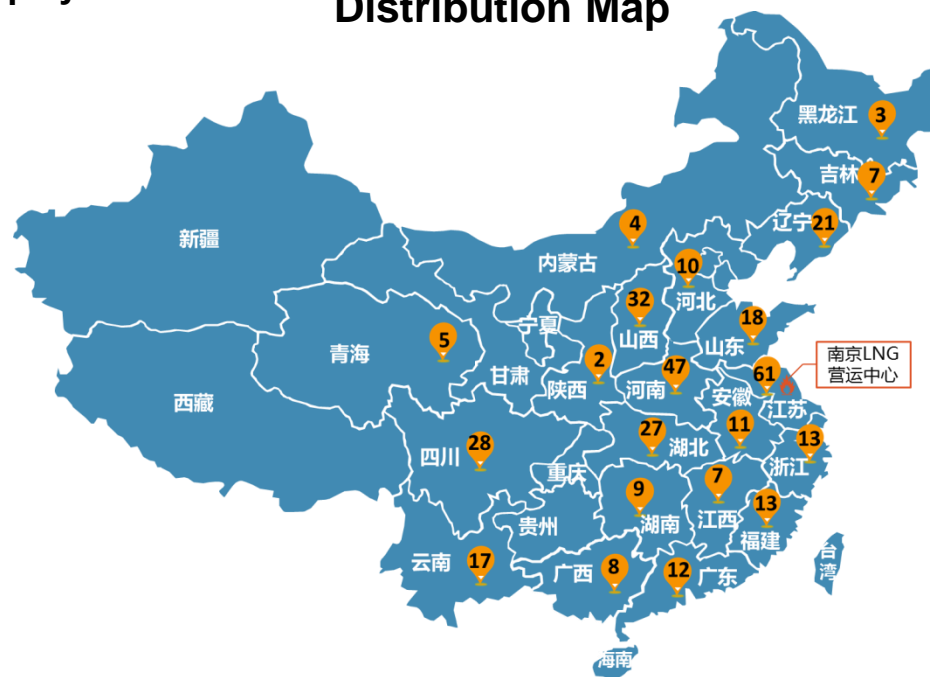 Distribution Map
黑龙江
3
吉林
7
辽宁
21
新疆
4
内蒙古
10
河北
32
山西
宁夏
18
山东
5
青海
2
47
61
南京LNG
营运中心
甘肃
陕西
河南
安徽
江苏
西藏
27
湖北
11
13
浙江
28
四川
重庆
7
9
江西
13
湖南
福建
贵州
台
湾
17
云南
8
广西
12
广东
海南